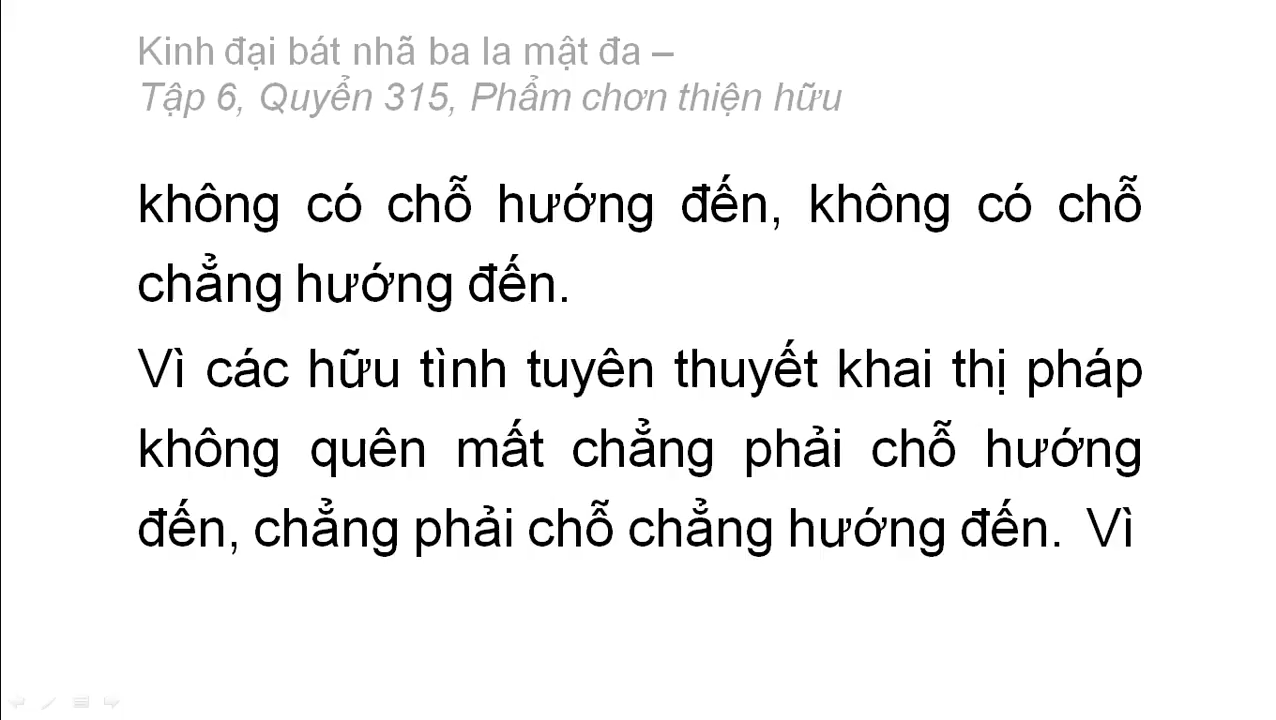 Kinh đại bát nhã ba la mật đa –
Tập 6, Quyển 315, Phẩm chơn thiện hữu
không có chỗ hướng đến, không có chỗ
chẳng hướng đến.
Vì các hữu tình tuyên thuyết khai thị pháp
không quên mất chẳng phải chỗ hướng
đến, chẳng phải chỗ chẳng hướng đến. Vì